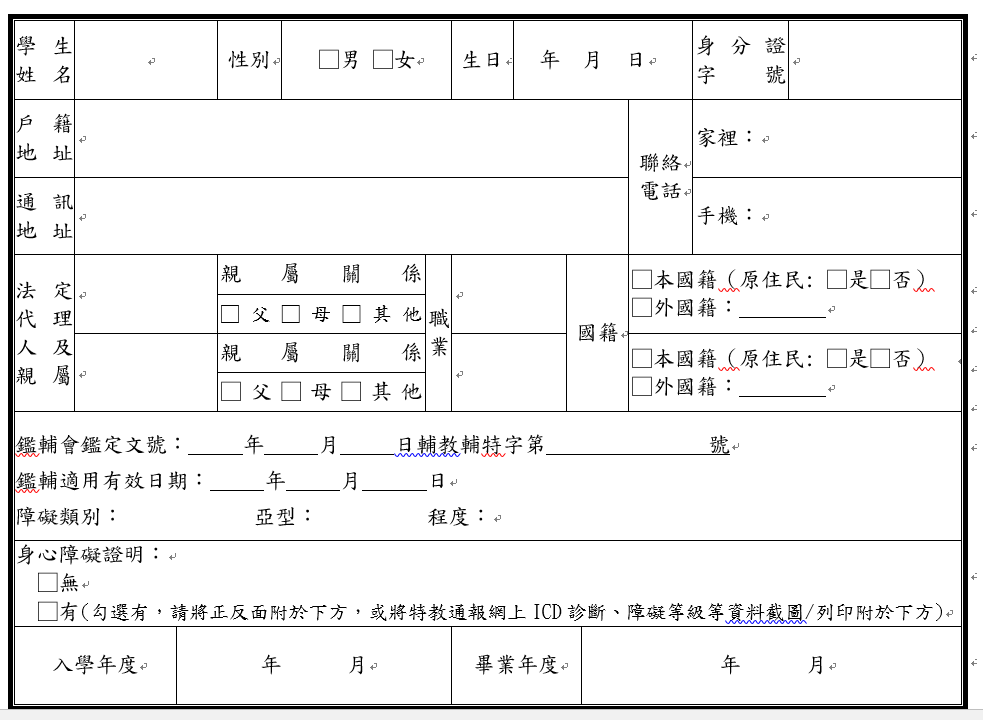 學生姓名 性別 □男 □女 生日 年 月 日 身分證字號
戶籍地址 聯絡電話 家裡：
通訊地址 手機：
法定代理人及親屬 親屬關係 職業 國籍 □本國籍（原住民: □是□否）
□父 □母 □其他 □外國籍：________
親屬關係 □本國籍（原住民: □是□否）
□父 □母 □其他 □外國籍：________
鑑輔會鑑定文號：_____年_____月_____日輔教輔特字第_______________號
鑑輔適用有效日期：_____年_____月______日
障礙類別： 亞型： 程度：
身心障礙證明：
□無
□有(勾選有，請將正反面附於下方，或將特教通報網上 ICD 診斷、障礙等級等資料截圖/列印附於下方)
入學年度 年 月 畢業年度 年 月